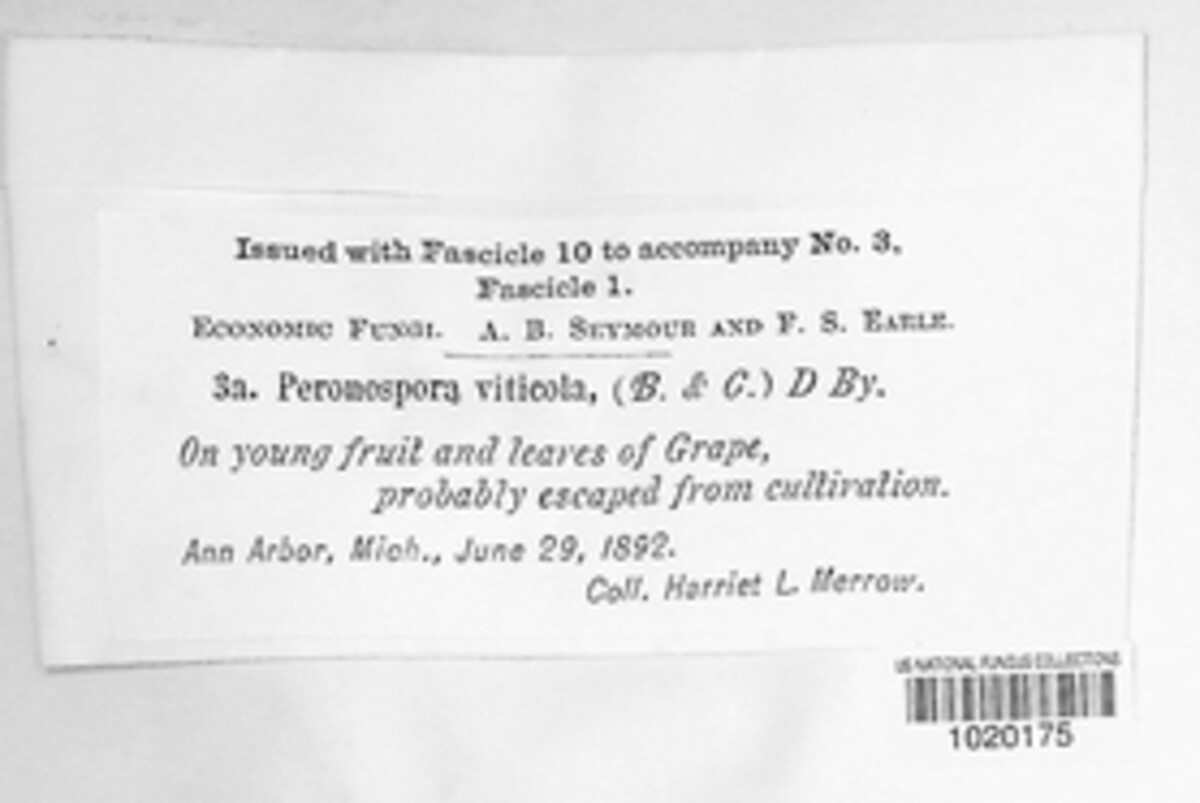 Issued with Fascicle 10 to accompany No. 3.
Fascicle 1.
Economic Fungi. A. B. Seymour and F. S. Earle.
3a. Peronospora viticola, (B. & C.) D By.
On young fruit and leaves of Grape,
probably escaped from cultivation.
Ann Arbor, Mich., June 29, 1892.
Coll. Harriet L. Merrow.
US NATIONAL FUNGUS COLLECTIONS
1020175